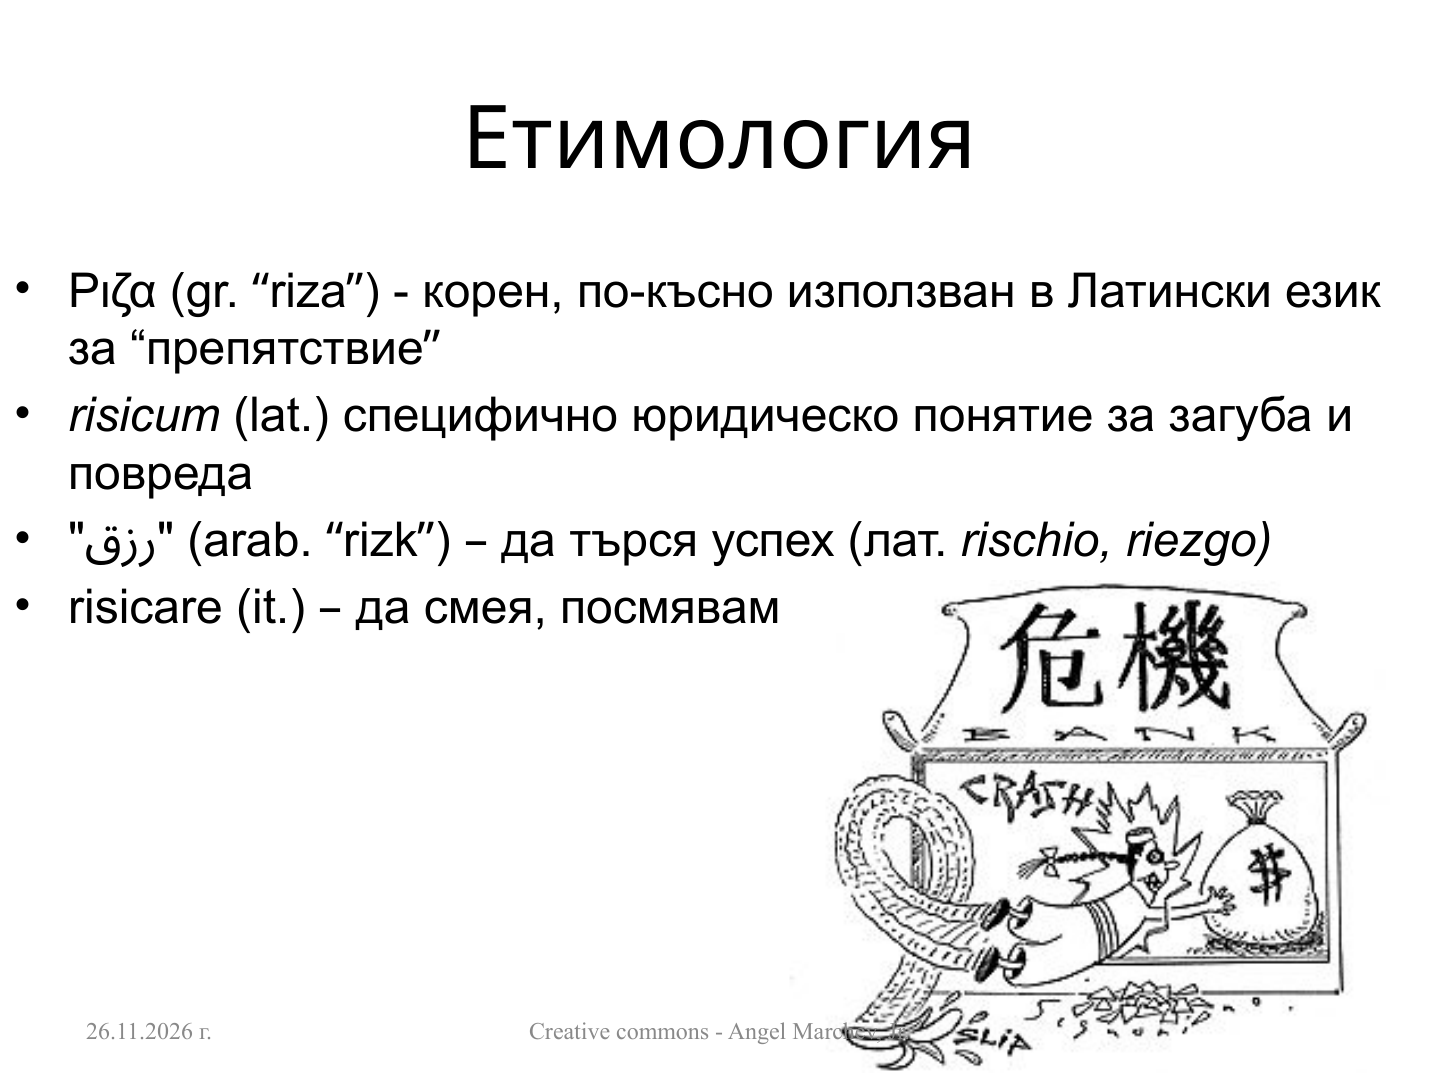 Етимология
• Ριζα (gr. “riza”) - корен, по-късно използван в Латински език
за “препятствие”
• risicum (lat.) специфично юридическо понятие за загуба и
повреда
• "رزق" (arab. “rizk”) – да търся успех (лат. rischio, riezgo)
• risicare (it.) – да смея, посмявам
危機
BANK
CRASH
$
SLIP
26.11.2026 г.
Creative commons - Angel Marchev, Jr.